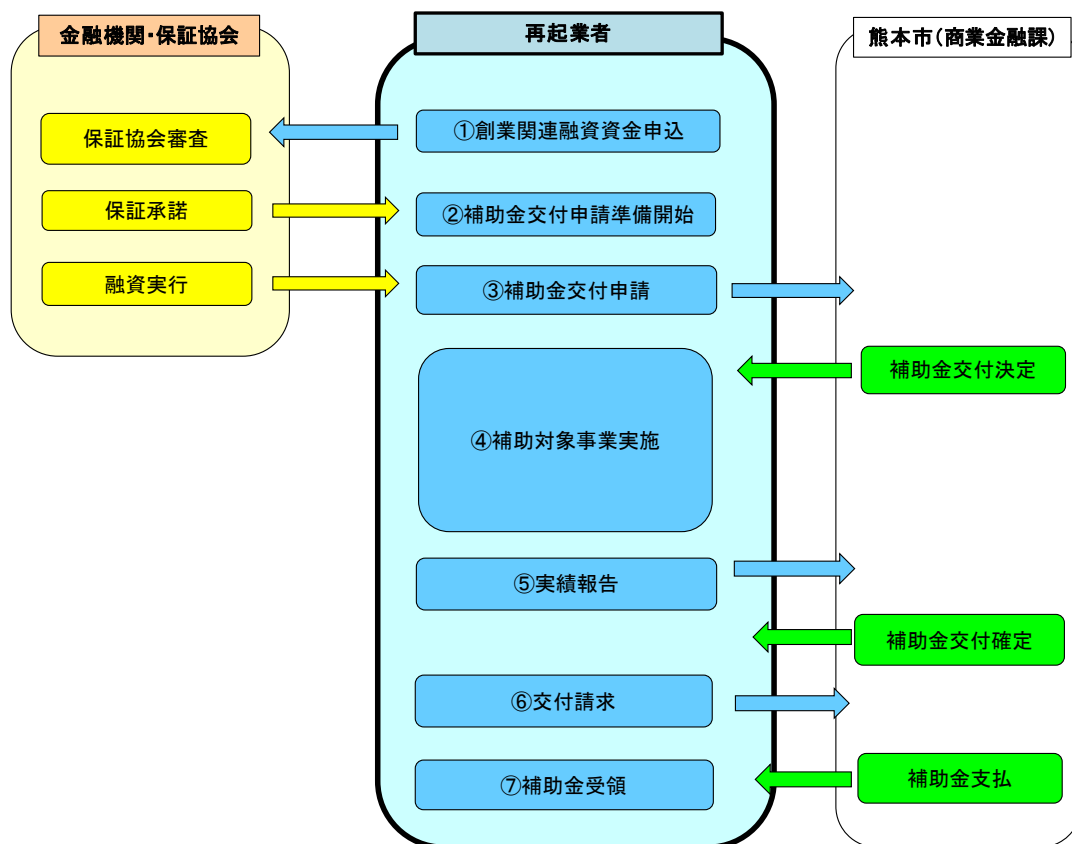 金融機関・保証協会
再起業者
熊本市(商業金融課)
保証協会審査
①創業関連融資資金申込
保証承諾
②補助金交付申請準備開始
融資実行
③補助金交付申請
補助金交付決定
④補助対象事業実施
⑤実績報告
補助金交付確定
⑥交付請求
⑦補助金受領
補助金支払